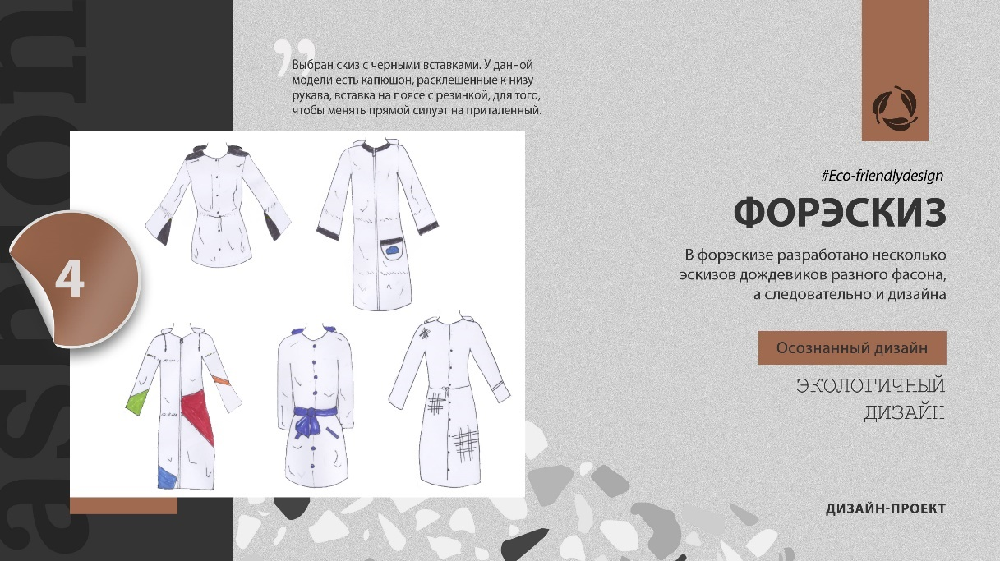 ashion
”
Выбран скиз с черными вставками. У данной
модели есть капюшон, расклешенные к низу
рукава, вставка на поясе с резинкой, для того,
чтобы менять прямой силуэт на приталенный.
4
#Eco-friendlydesign
ФОРЭСКИЗ
В форэскизе разработано несколько
эскизов дождевиков разного фасона,
а следовательно и дизайна
Осознанный дизайн
ЭКОЛОГИЧНЫЙ
ДИЗАЙН
ДИЗАЙН-ПРОЕКТ